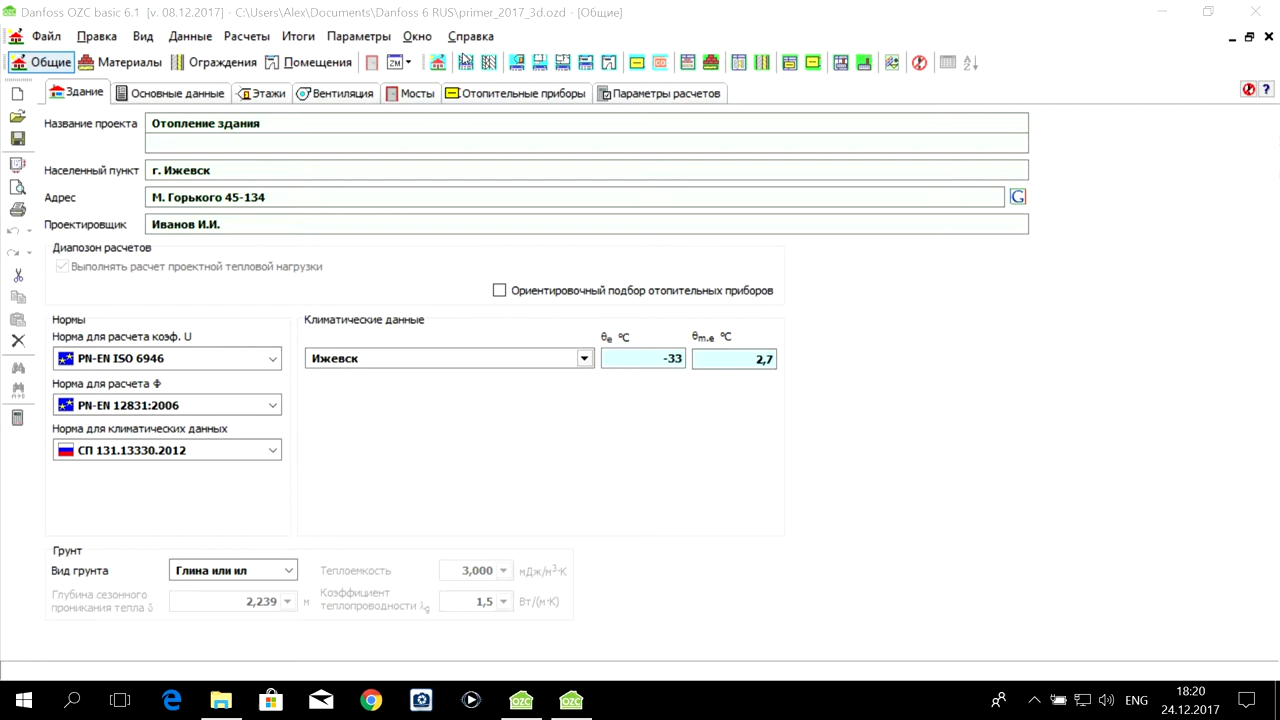 Danfoss OZC basic 6.1 [v. 08.12.2017] - C:\Users\Alex\Documents\Danfoss 6 RUS\primer_2017_3d.ozd - [Общие]
Файл Правка Вид Данные Расчеты Итоги Параметры Окно Справка
Общие Материалы Ограждения Помещения
Здание Основные данные Этажи Вентиляция Мосты Отопительные приборы Параметры расчетов
Название проекта Отопление здания
Населенный пункт г. Ижевск
Адрес М. Горького 45-134
Проектировщик Иванов И.И.
Диапозон расчетов
Выполнять расчет проектной тепловой нагрузки
Ориентировочный подбор отопительных приборов
Нормы
Норма для расчета коэф. U
PN-EN ISO 6946
Норма для расчета Ф
PN-EN 12831:2006
Норма для климатических данных
СП 131.13330.2012
Климатические данные
θe °C θm.e °C
Ижевск -33 2,7
Грунт
Вид грунта Глина или ил Теплоемкость 3,000 мДж/м³·К
Глубина сезонного проникания тепла δ 2,239 м Коэффициент теплопроводности λg 1,5 Вт/(м·К)
ENG 18:20
24.12.2017